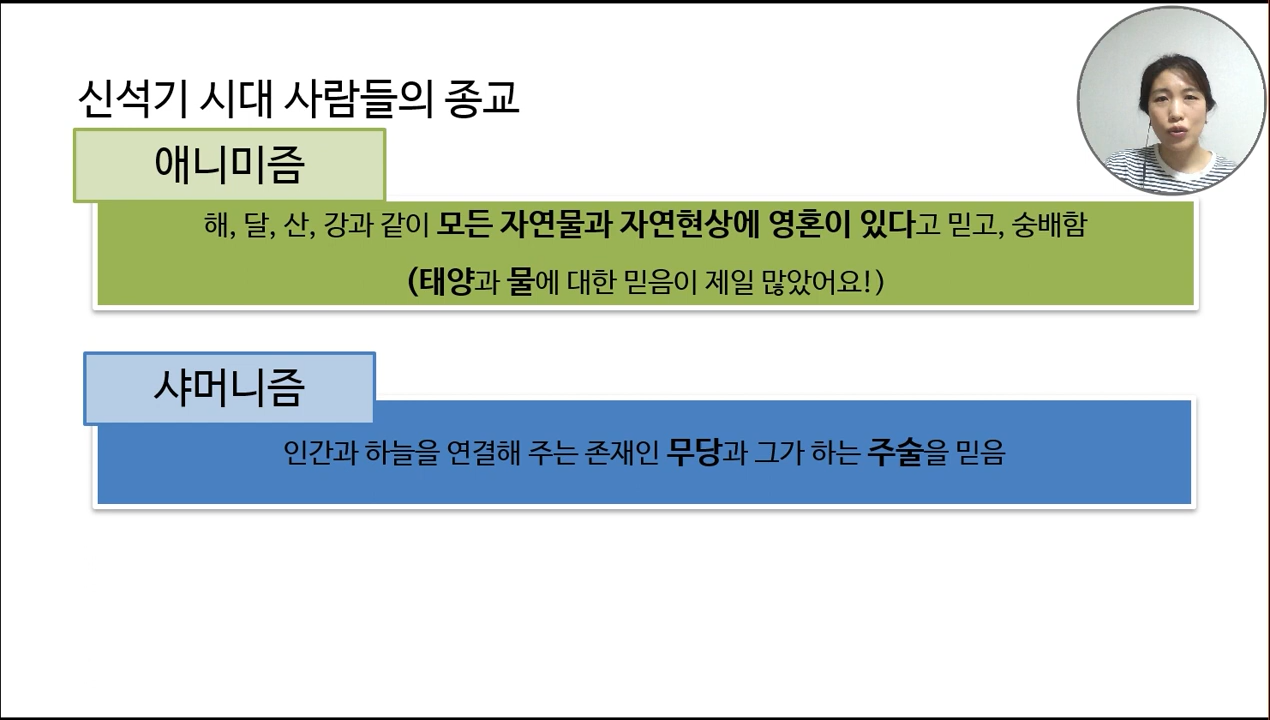 신석기 시대 사람들의 종교
애니미즘
해, 달, 산, 강과 같이 모든 자연물과 자연현상에 영혼이 있다고 믿고, 숭배함
(태양과 물에 대한 믿음이 제일 많았어요!)
샤머니즘
인간과 하늘을 연결해 주는 존재인 무당과 그가 하는 주술을 믿음